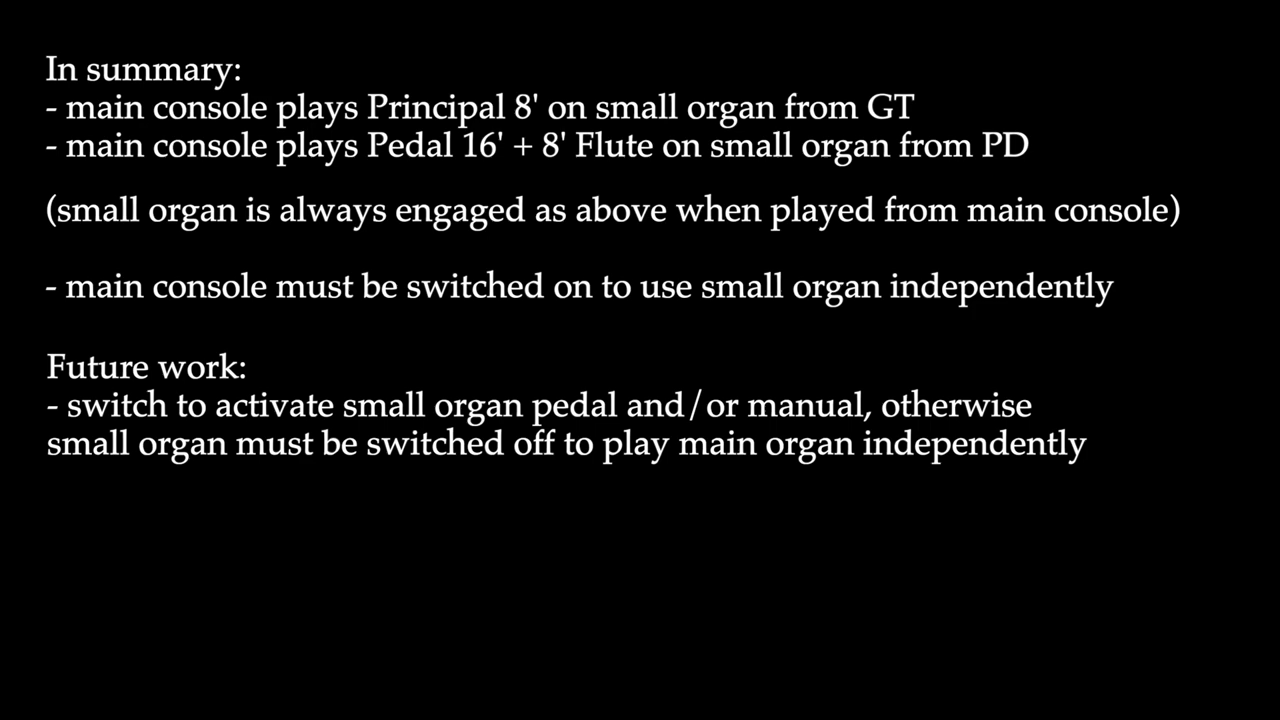 In summary:
- main console plays Principal 8' on small organ from GT
- main console plays Pedal 16' + 8' Flute on small organ from PD
(small organ is always engaged as above when played from main console)
- main console must be switched on to use small organ independently
Future work:
- switch to activate small organ pedal and/or manual, otherwise
small organ must be switched off to play main organ independently